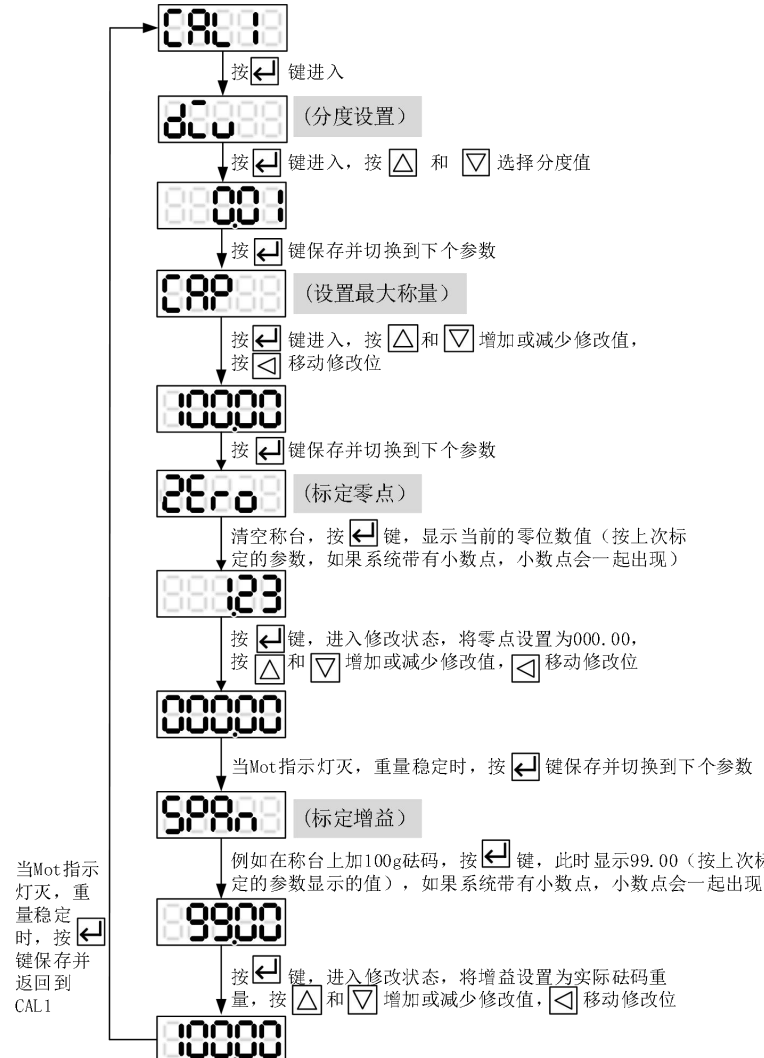 CAL1
按 键进入
div
(分度设置）
按 键进入，按 和 选择分度值
0.01
按 键保存并切换到下个参数
CAP
(设置最大称量）
按 键进入，按 和 增加或减少修改值，
按 移动修改位
100.00
按 键保存并切换到下个参数
ZEro
(标定零点）
清空称台，按 键，显示当前的零位数值（按上次标
定的参数，如果系统带有小数点，小数点会一起出现）
1.23
按 键，进入修改状态，将零点设置为000.00，
按 和 增加或减少修改值， 移动修改位
000.00
当Mot指示灯灭，重量稳定时，按 键保存并切换到下个参数
SPAn
(标定增益）
例如在称台上加100g砝码，按 键，此时显示99.00（按上次标
定的参数显示的值），如果系统带有小数点，小数点会一起出现
99.00
按 键，进入修改状态，将增益设置为实际砝码重
量，按 和 增加或减少修改值， 移动修改位
100.00
当Mot指示
灯灭，重
量稳定
时，按
键保存并
返回到
CAL1